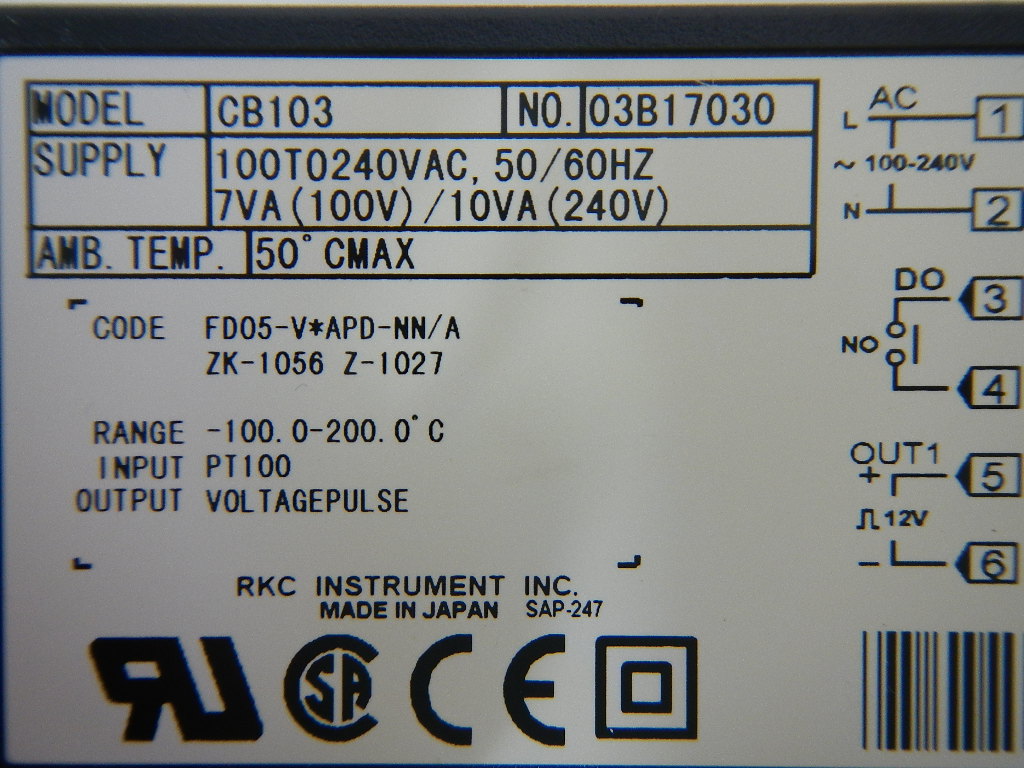 MODEL CB103 NO. 03B17030
SUPPLY 100TO240VAC, 50/60HZ
7VA(100V)/10VA(240V)
AMB. TEMP. 50°CMAX
CODE FD05-V*APD-NN/A
ZK-1056 Z-1027
RANGE -100.0-200.0°C
INPUT PT100
OUTPUT VOLTAGEPULSE
RKC INSTRUMENT INC.
MADE IN JAPAN SAP-247
SA
CE
AC
L 1
~ 100-240V
N 2
DO
3
NO
4
OUT1
+ 5
12V
- 6